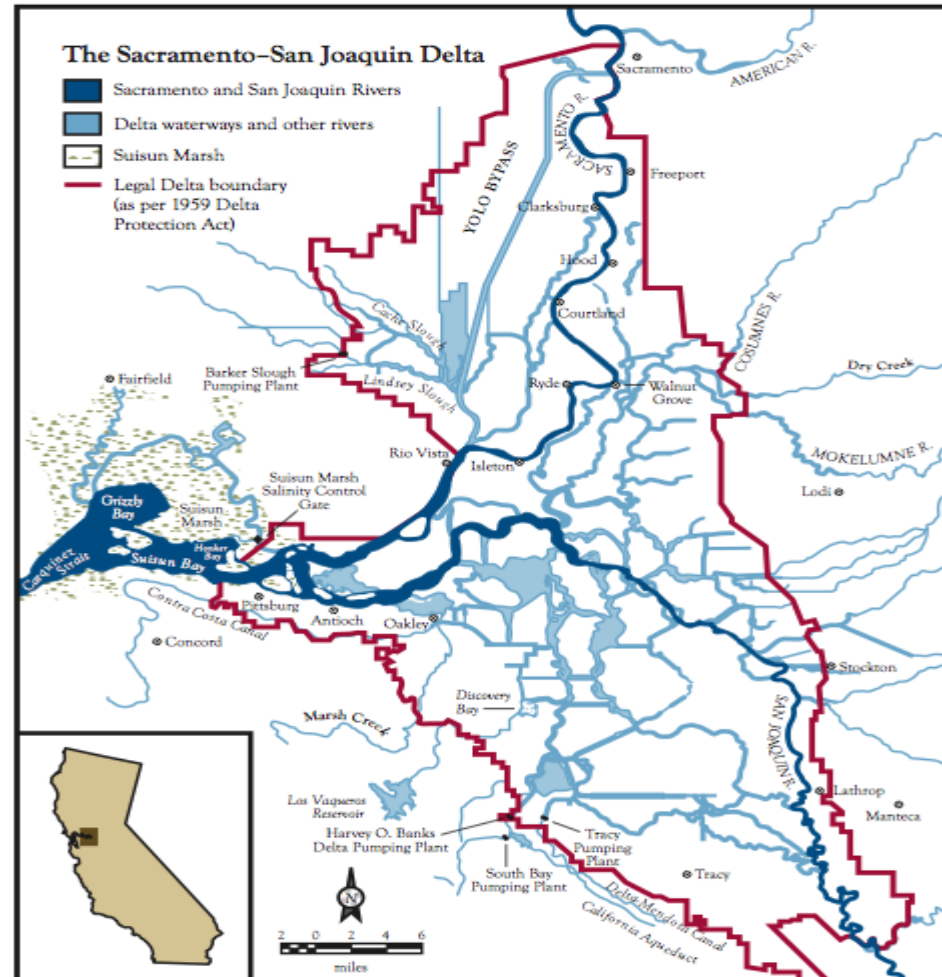 The Sacramento–San Joaquin Delta
Sacramento and San Joaquin Rivers
Delta waterways and other rivers
Suisun Marsh
Legal Delta boundary
(as per 1959 Delta
Protection Act)
Sacramento
AMERICAN R.
SACRAMENTO R.
YOLO BYPASS
Freeport
Clarksburg
Hood
Courtland
COSUMNES R.
Cache Slough
Barker Slough
Pumping Plant
Lindsey Slough
Fairfield
Ryde
Walnut
Grove
Dry Creek
MOKELUMNE R.
Rio Vista
Isleton
Lodi
Suisun Marsh
Salinity Control
Gate
Grizzly
Bay
Suisun
Marsh
Honker
Bay
Carquinez
Strait
Suisun Bay
Pittsburg
Antioch
Oakley
Contra Costa Canal
Concord
Stockton
Discovery
Bay
Marsh Creek
SAN JOAQUIN R.
Los Vaqueros
Reservoir
Lathrop
Manteca
Harvey O. Banks
Delta Pumping Plant
Tracy
Pumping
Plant
South Bay
Pumping Plant
Tracy
Delta Mendota Canal
California Aqueduct
N
2 0 2 4 6
miles